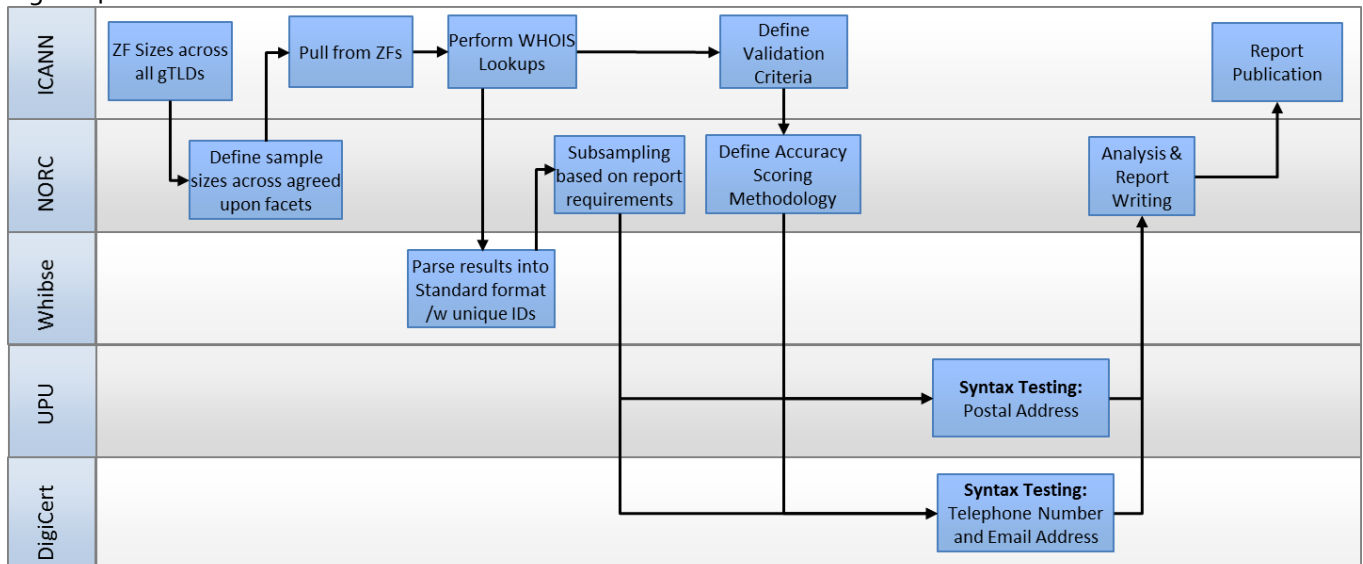 ICANN
ZF Sizes across
all gTLDs
Pull from ZFs
Perform WHOIS
Lookups
Define
Validation
Criteria
Report
Publication
NORC
Define sample
sizes across agreed
upon facets
Subsampling
based on report
requirements
Define Accuracy
Scoring
Methodology
Analysis &
Report
Writing
Whibse
Parse results into
Standard format
/w unique IDs
UPU
Syntax Testing:
Postal Address
DigiCert
Syntax Testing:
Telephone Number
and Email Address